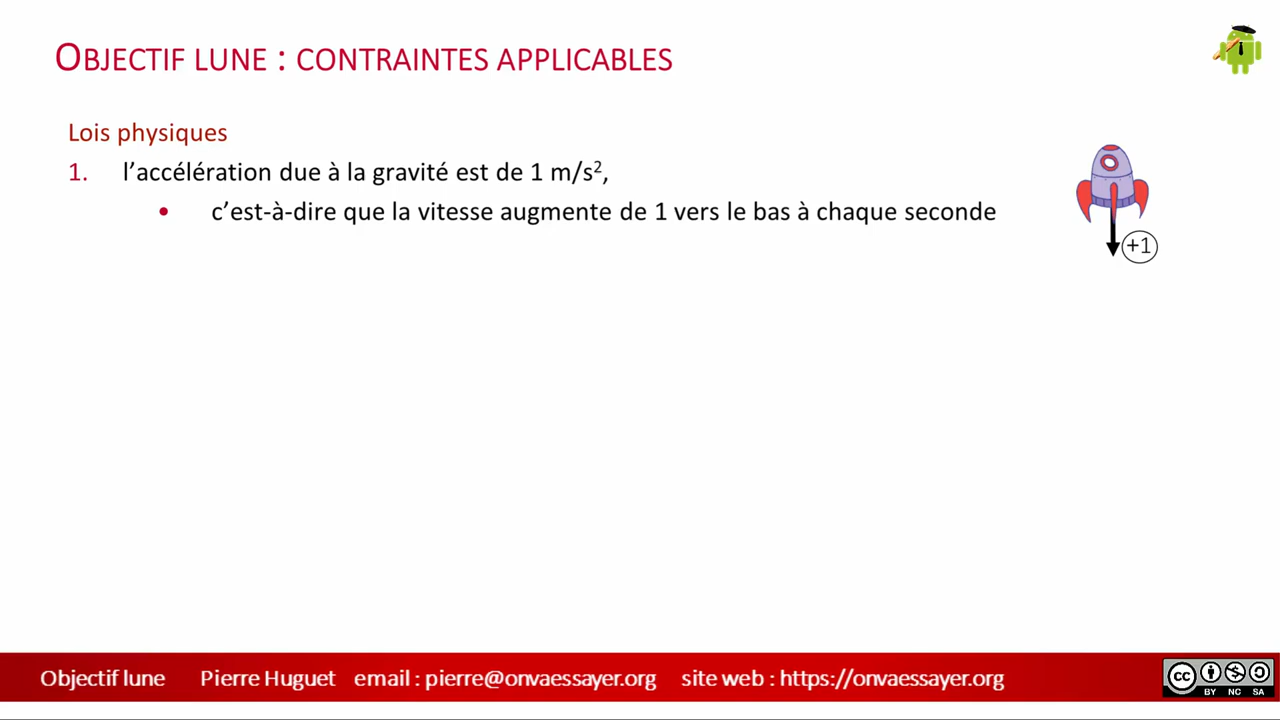 OBJECTIF LUNE : CONTRAINTES APPLICABLES
Lois physiques
1. l’accélération due à la gravité est de 1 m/s²,
• c’est-à-dire que la vitesse augmente de 1 vers le bas à chaque seconde
+1
Objectif lune Pierre Huguet email : pierre@onvaessayer.org site web : https://onvaessayer.org
cc BY NC SA